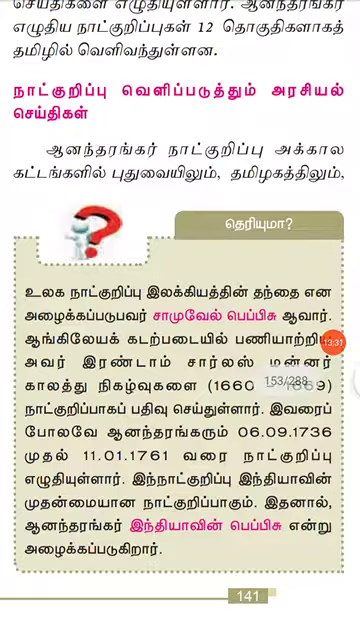 செய்திகளை எழுதியுள்ளார். ஆனந்தரங்கர்
எழுதிய நாட்குறிப்புகள் 12 தொகுதிகளாகத்
தமிழில் வெளிவந்துள்ளன.
நாட்குறிப்பு வெளிப்படுத்தும் அரசியல்
செய்திகள்
ஆனந்தரங்கர் நாட்குறிப்பு அக்கால
கட்டங்களில் புதுவையிலும், தமிழகத்திலும்,
தெரியுமா?
உலக நாட்குறிப்பு இலக்கியத்தின் தந்தை என
அழைக்கப்படுபவர் சாமுவேல் பெப்பிசு ஆவார்.
ஆங்கிலேயக் கடற்படையில் பணியாற்றிய
அவர் இரண்டாம் சார்லஸ் மன்னர்
காலத்து நிகழ்வுகளை (1660 – 1669)
நாட்குறிப்பாகப் பதிவு செய்துள்ளார். இவரைப்
போலவே ஆனந்தரங்கரும் 06.09.1736
முதல் 11.01.1761 வரை நாட்குறிப்பு
எழுதியுள்ளார். இந்நாட்குறிப்பு இந்தியாவின்
முதன்மையான நாட்குறிப்பாகும். இதனால்,
ஆனந்தரங்கர் இந்தியாவின் பெப்பிசு என்று
அழைக்கப்படுகிறார்.
13:31
153/288
141